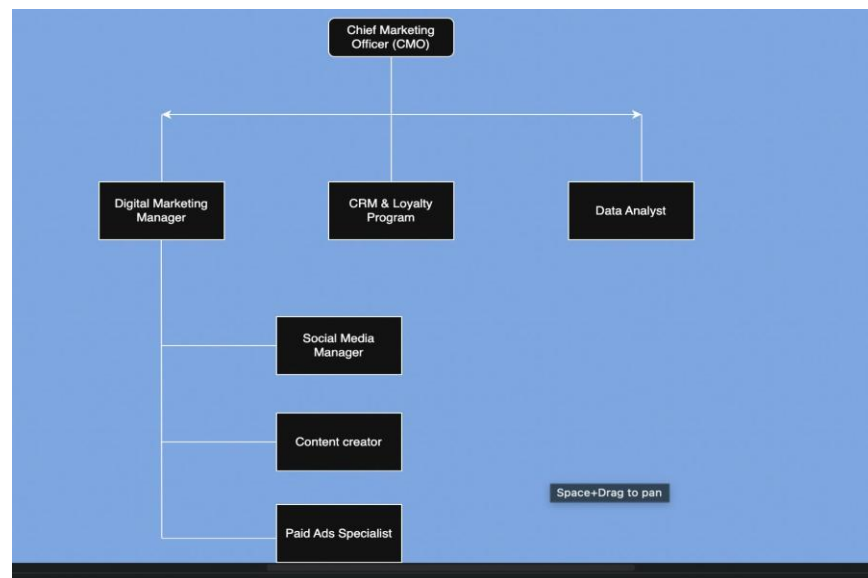 Chief Marketing
Officer (CMO)
Digital Marketing
Manager
CRM & Loyalty
Program
Data Analyst
Social Media
Manager
Content creator
Space+Drag to pan
Paid Ads Specialist